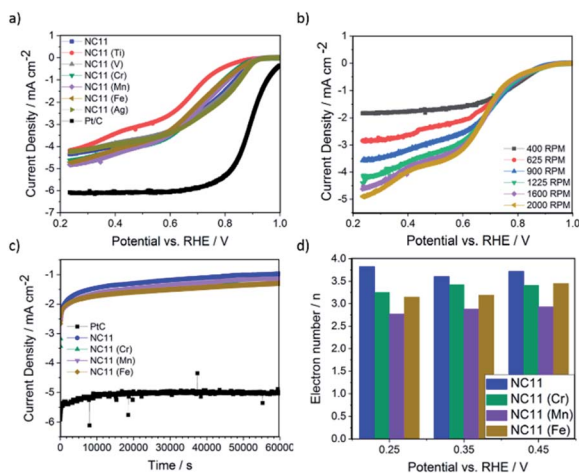 a)
NC11
NC11 (Ti)
NC11 (V)
NC11 (Cr)
NC11 (Mn)
NC11 (Fe)
NC11 (Ag)
Pt/C
Current Density / mA cm-2
0
-1
-2
-3
-4
-5
-6
-7
0.2 0.4 0.6 0.8 1.0
Potential vs. RHE / V
b)
Current Density / mA cm-2
0
-1
-2
-3
-4
-5
400 RPM
625 RPM
900 RPM
1225 RPM
1600 RPM
2000 RPM
0.2 0.4 0.6 0.8 1.0
Potential vs. RHE / V
c)
Current Density / mA cm-2
0
-1
-2
-3
-4
-5
-6
PtC
NC11
NC11 (Cr)
NC11 (Mn)
NC11 (Fe)
0 10000 20000 30000 40000 50000 60000
Time / s
d)
Electron number / n
4.0
3.5
3.0
2.5
2.0
1.5
1.0
0.5
0.0
NC11
NC11 (Cr)
NC11 (Mn)
NC11 (Fe)
0.25 0.35 0.45
Potential vs. RHE / V